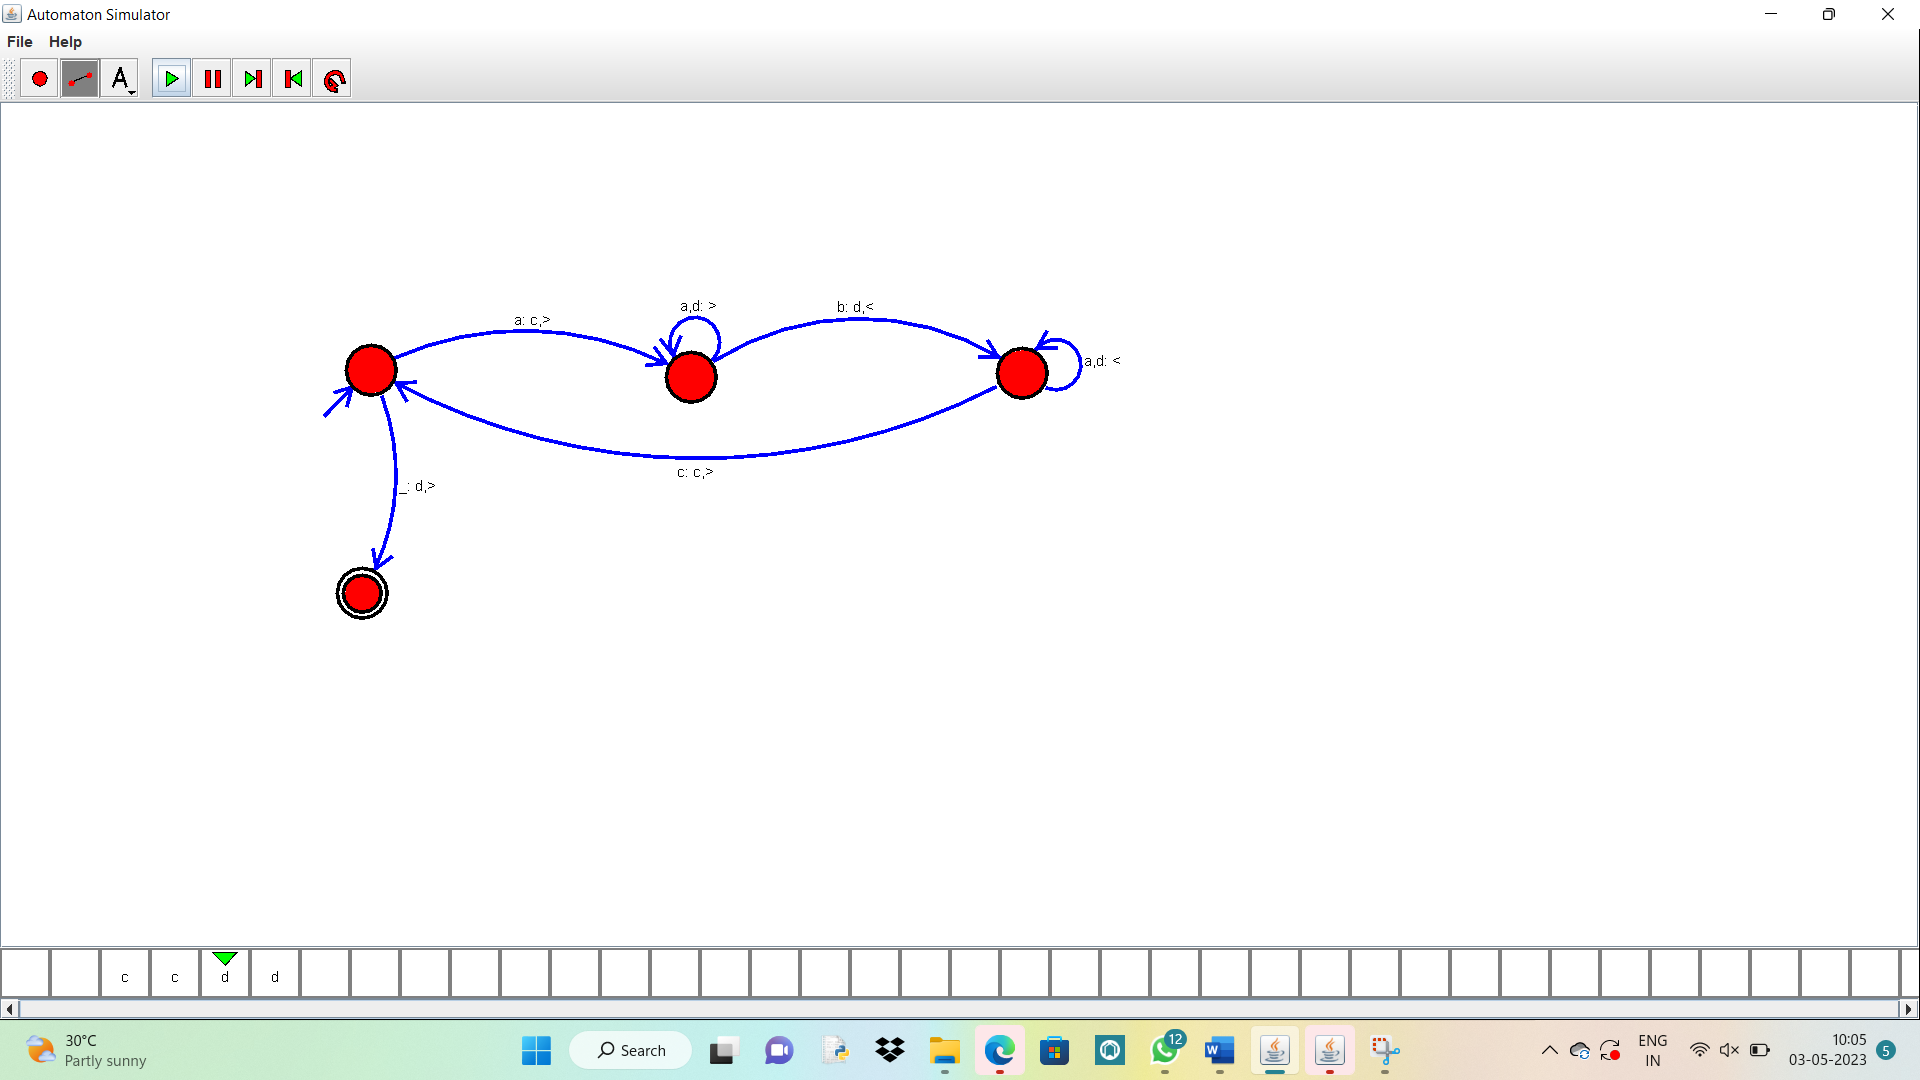 Automaton Simulator
File Help
A
a: c,>
a,d: >
b: d,<
a,d: <
c: c,>
_: d,>
c c d d
30°C
Partly sunny
Search
12
ENG
IN
10:05
03-05-2023
5